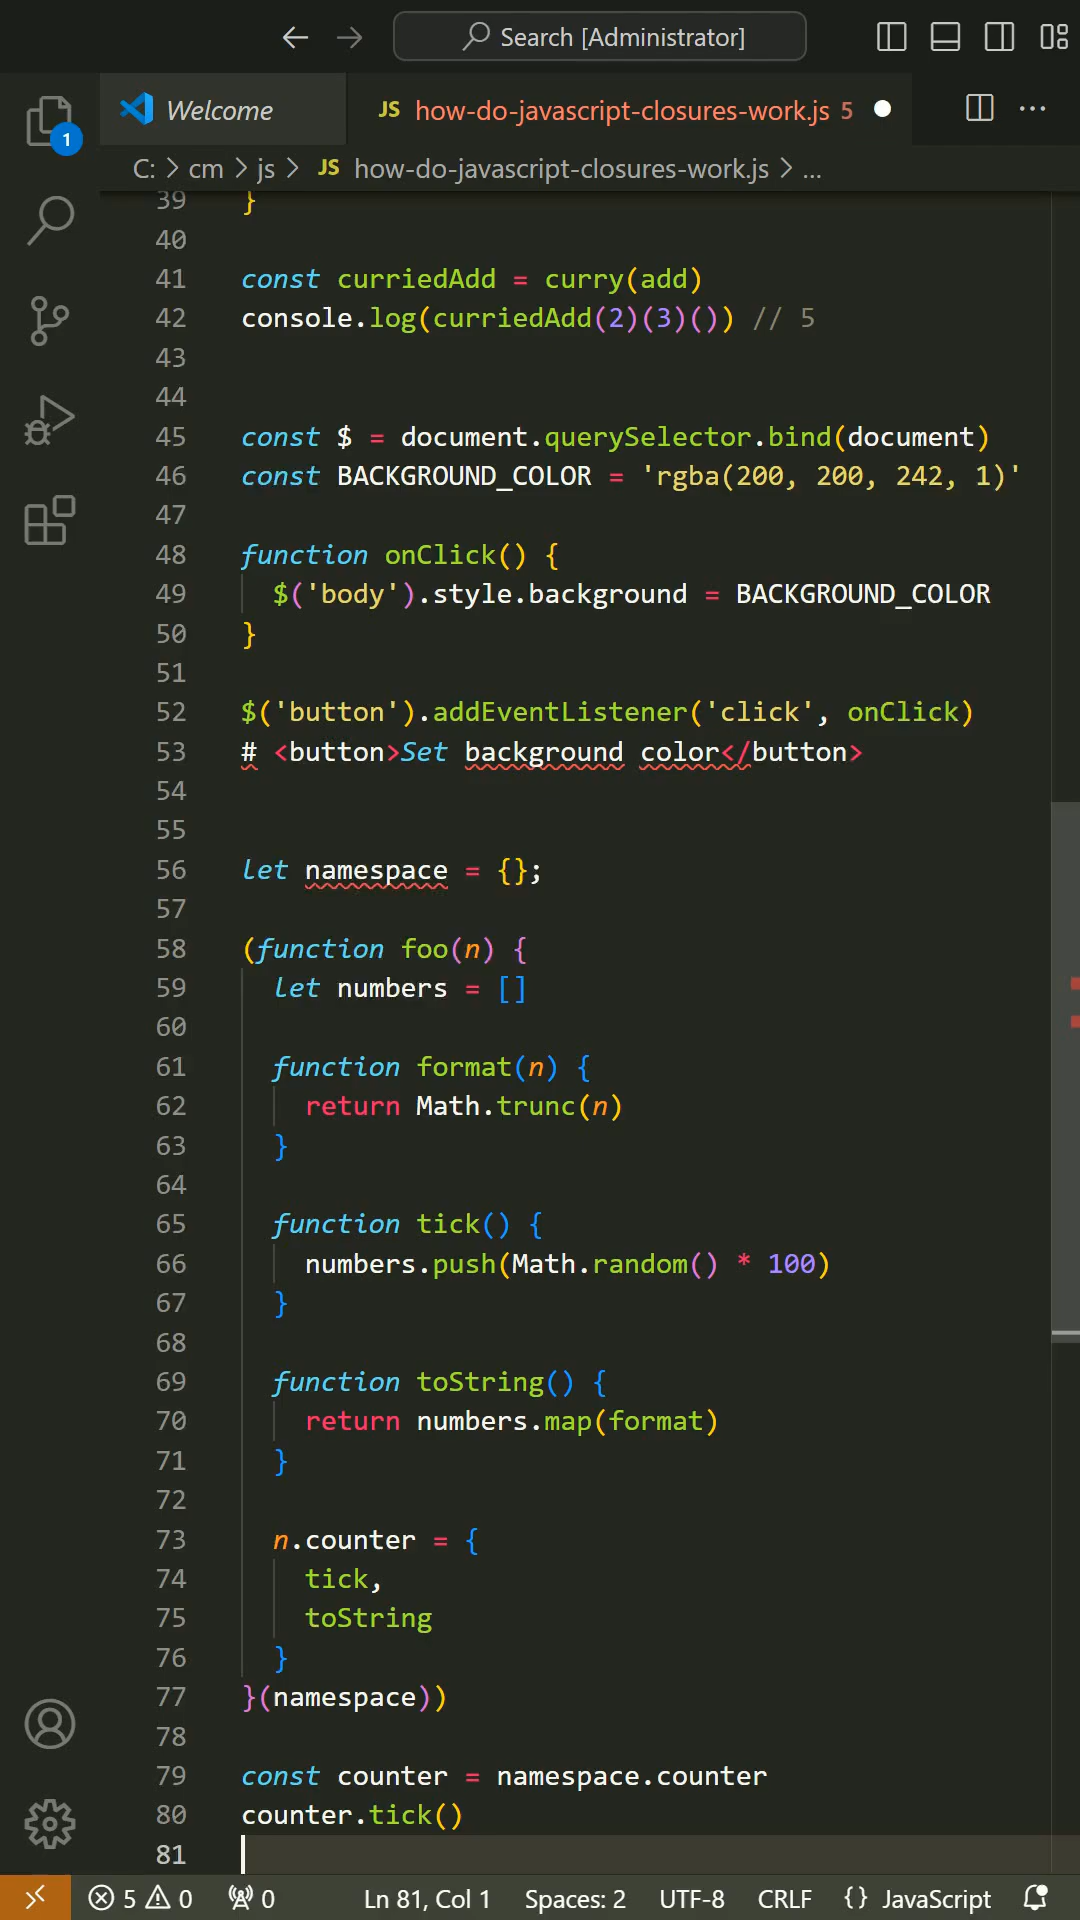 Search [Administrator]
Welcome
JS how-do-javascript-closures-work.js 5
1
C: > cm > js > JS how-do-javascript-closures-work.js > ...
39 }
40
41 const curriedAdd = curry(add)
42 console.log(curriedAdd(2)(3)()) // 5
43
44
45 const $ = document.querySelector.bind(document)
46 const BACKGROUND_COLOR = 'rgba(200, 200, 242, 1)'
47
48 function onClick() {
49   $('body').style.background = BACKGROUND_COLOR
50 }
51
52 $('button').addEventListener('click', onClick)
53 # <button>Set background color</button>
54
55
56 let namespace = {};
57
58 (function foo(n) {
59   let numbers = []
60
61   function format(n) {
62     return Math.trunc(n)
63   }
64
65   function tick() {
66     numbers.push(Math.random() * 100)
67   }
68
69   function toString() {
70     return numbers.map(format)
71   }
72
73   n.counter = {
74     tick,
75     toString
76   }
77 }(namespace))
78
79 const counter = namespace.counter
80 counter.tick()
81
5 0 0 Ln 81, Col 1 Spaces: 2 UTF-8 CRLF {} JavaScript